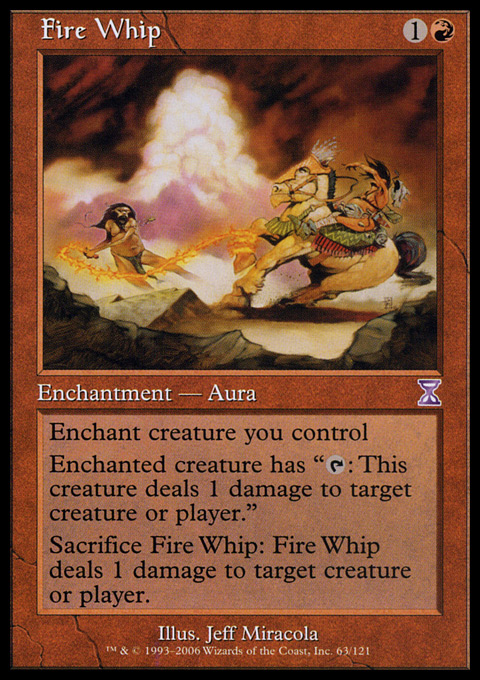 Fire Whip 1
Enchantment — Aura
Enchant creature you control
Enchanted creature has “: This
creature deals 1 damage to target
creature or player.”
Sacrifice Fire Whip: Fire Whip
deals 1 damage to target creature
or player.
Illus. Jeff Miracola
™ & © 1993–2006 Wizards of the Coast, Inc. 63/121